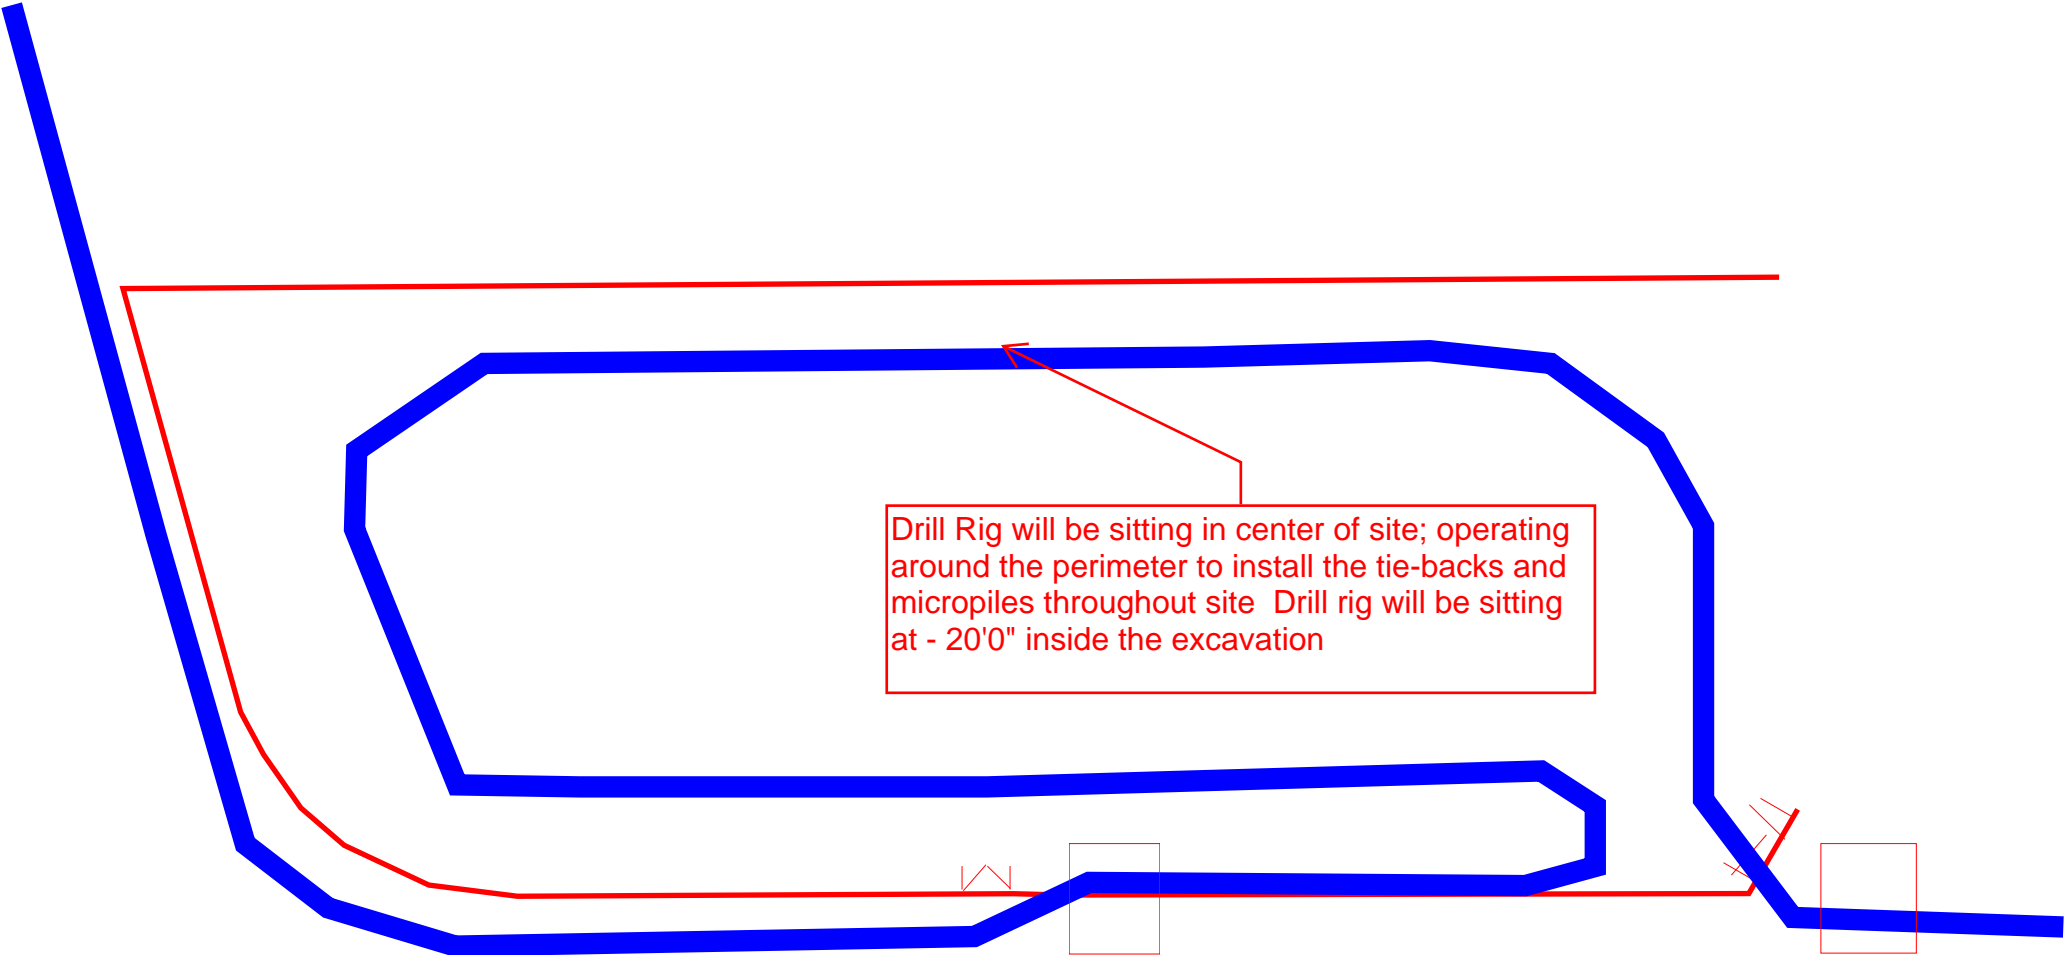 Drill Rig will be sitting in center of site; operating
around the perimeter to install the tie-backs and
micropiles throughout site  Drill rig will be sitting
at - 20'0" inside the excavation